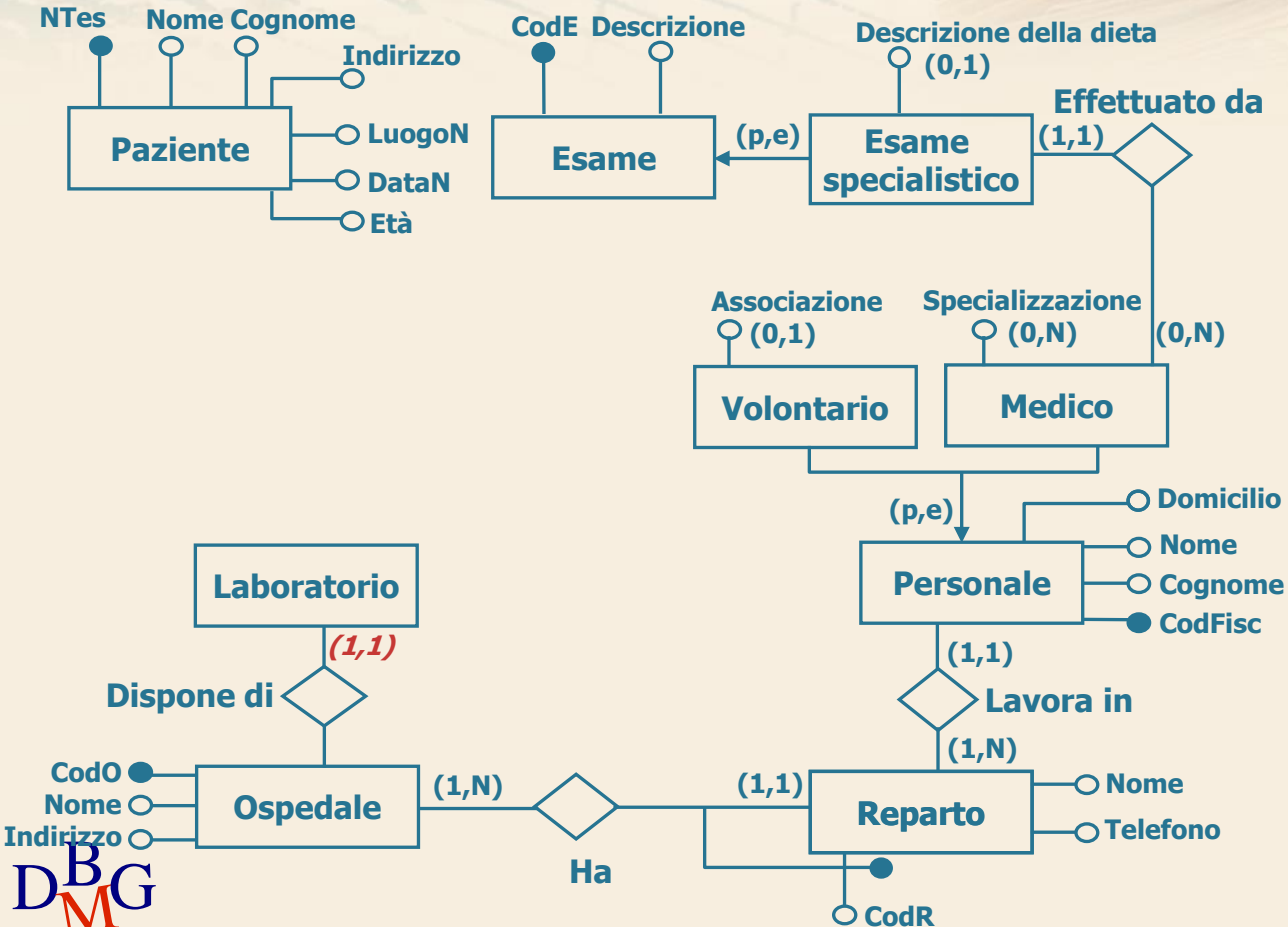 NTes
Nome Cognome
Indirizzo
Paziente
LuogoN
DataN
Età
CodE Descrizione
Esame
(p,e)
Descrizione della dieta
(0,1)
Esame
specialistico
(1,1)
Effettuato da
(0,N)
Associazione
(0,1)
Volontario
Specializzazione
(0,N)
Medico
(p,e)
Personale
Domicilio
Nome
Cognome
CodFisc
(1,1)
Lavora in
(1,N)
Laboratorio
(1,1)
Dispone di
CodO
Nome
Indirizzo
Ospedale
(1,N)
Ha
(1,1)
Reparto
Nome
Telefono
CodR
DBMG